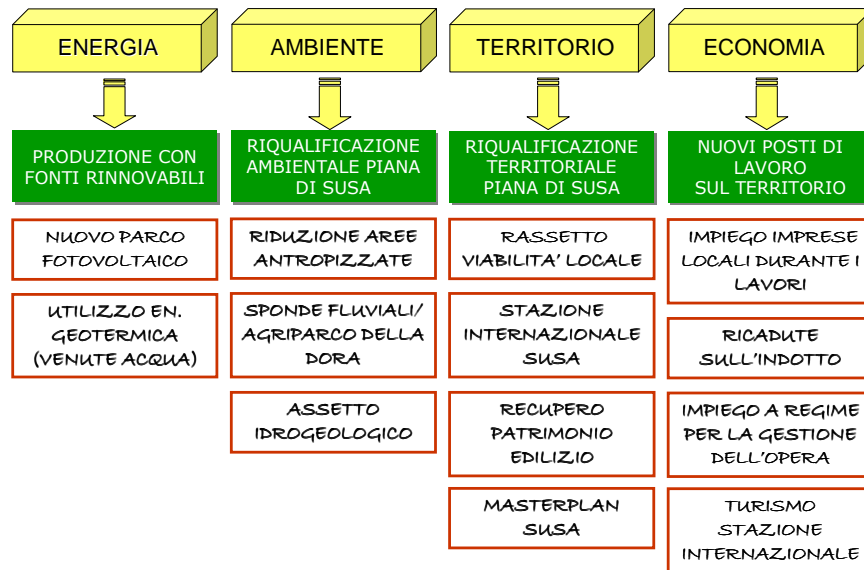 ENERGIA
AMBIENTE
TERRITORIO
ECONOMIA
PRODUZIONE CON
FONTI RINNOVABILI
RIQUALIFICAZIONE
AMBIENTALE PIANA
DI SUSA
RIQUALIFICAZIONE
TERRITORIALE
PIANA DI SUSA
NUOVI POSTI DI
LAVORO
SUL TERRITORIO
NUOVO PARCO
FOTOVOLTAICO
UTILIZZO EN.
GEOTERMICA
(VENUTE ACQUA)
RIDUZIONE AREE
ANTROPIZZATE
SPONDE FLUVIALI/
AGRIPARCO DELLA
DORA
ASSETTO
IDROGEOLOGICO
RASSETTO
VIABILITA' LOCALE
STAZIONE
INTERNAZIONALE
SUSA
RECUPERO
PATRIMONIO
EDILIZIO
MASTERPLAN
SUSA
IMPIEGO IMPRESE
LOCALI DURANTE I
LAVORI
RICADUTE
SULL'INDOTTO
IMPIEGO A REGIME
PER LA GESTIONE
DELL'OPERA
TURISMO
STAZIONE
INTERNAZIONALE